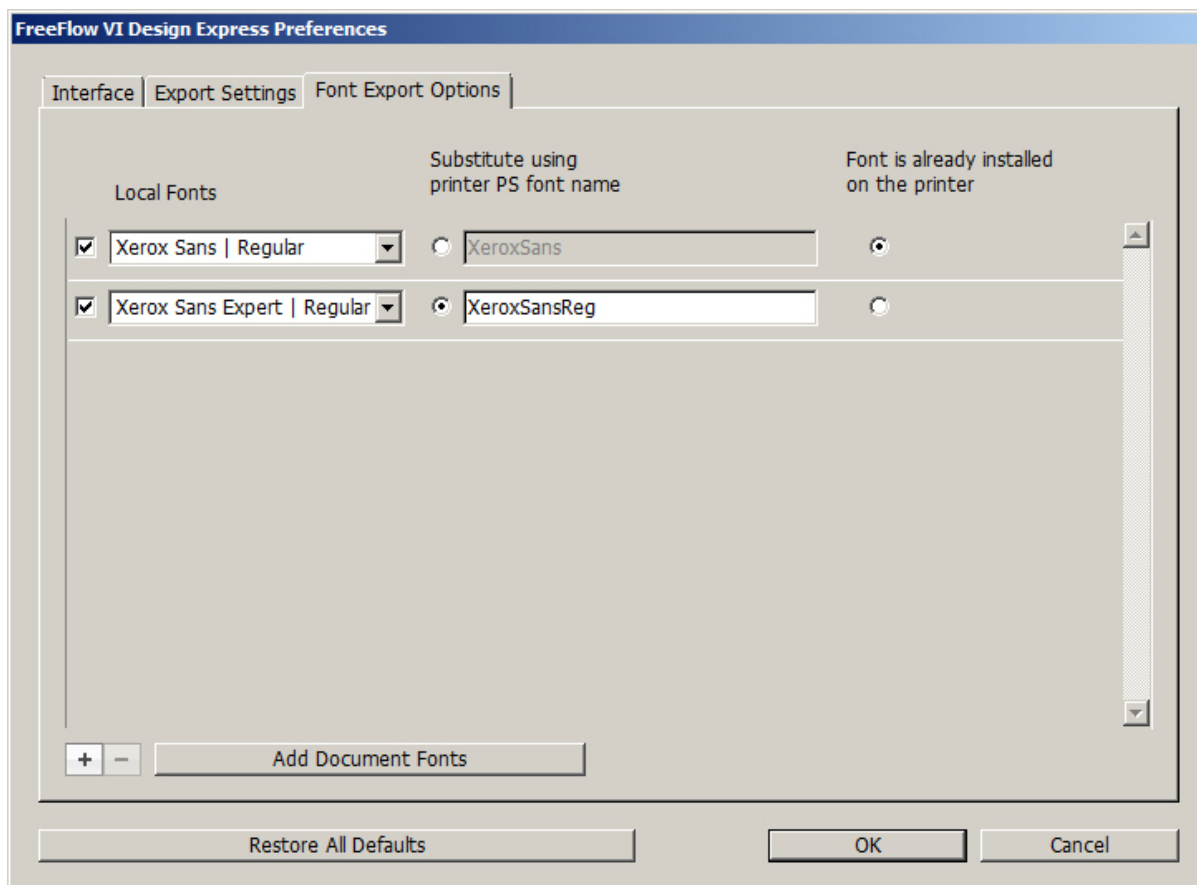 FreeFlow VI Design Express Preferences
Interface Export Settings Font Export Options
Local Fonts
Substitute using
printer PS font name
Font is already installed
on the printer
Xerox Sans | Regular XeroxSans
Xerox Sans Expert | Regular XeroxSansReg
+ − Add Document Fonts
Restore All Defaults OK Cancel